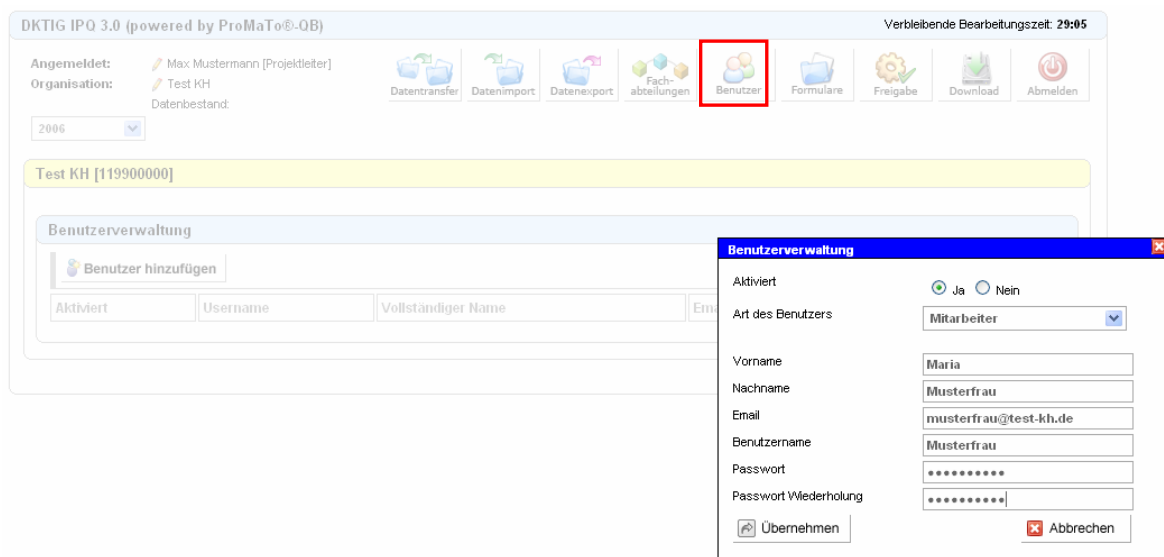 DKTIG IPQ 3.0 (powered by ProMaTo®-QB)
Verbleibende Bearbeitungszeit: 29:05
Angemeldet: Max Mustermann [Projektleiter]
Organisation: Test KH
Datenbestand:
2006
Datentransfer
Datenimport
Datenexport
Fach-
abteilungen
Benutzer
Formulare
Freigabe
Download
Abmelden
Test KH [119900000]
Benutzerverwaltung
Benutzer hinzufügen
Aktiviert Username Vollständiger Name
Benutzerverwaltung
Aktiviert Ja Nein
Art des Benutzers Mitarbeiter
Vorname Maria
Nachname Musterfrau
Email musterfrau@test-kh.de
Benutzername Musterfrau
Passwort ••••••••••
Passwort Wiederholung ••••••••••
Übernehmen Abbrechen